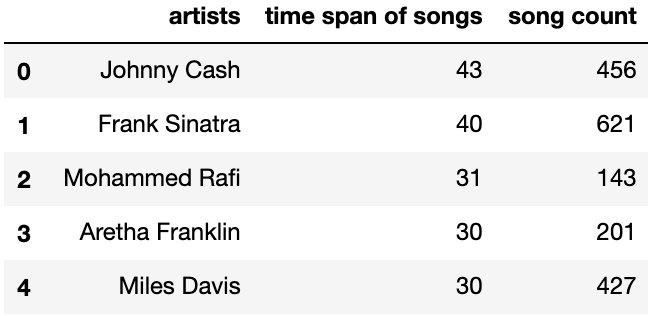 artists time span of songs song count
0 Johnny Cash 43 456
1 Frank Sinatra 40 621
2 Mohammed Rafi 31 143
3 Aretha Franklin 30 201
4 Miles Davis 30 427